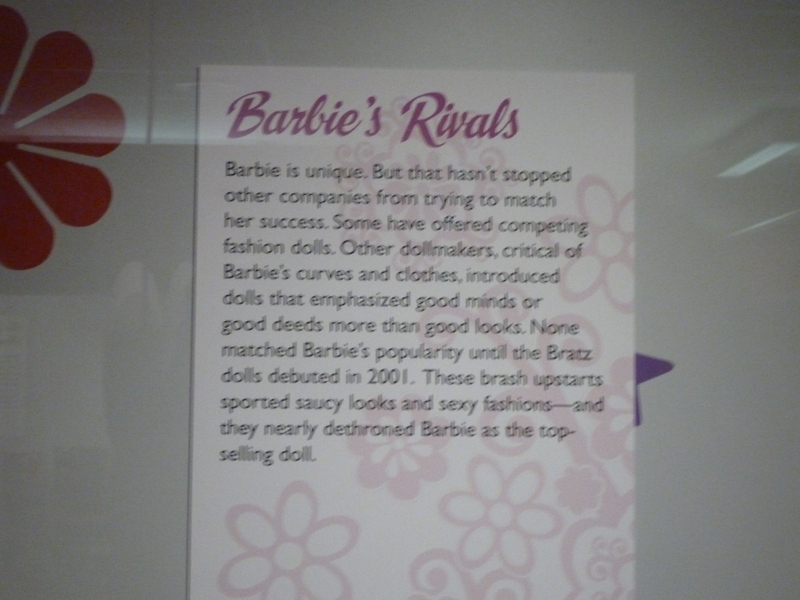 Barbie's Rivals
Barbie is unique. But that hasn't stopped
other companies from trying to match
her success. Some have offered competing
fashion dolls. Other dollmakers, critical of
Barbie's curves and clothes, introduced
dolls that emphasized good minds or
good deeds more than good looks. None
matched Barbie's popularity until the Bratz
dolls debuted in 2001. These brash upstarts
sported saucy looks and sexy fashions—and
they nearly dethroned Barbie as the top-
selling doll.